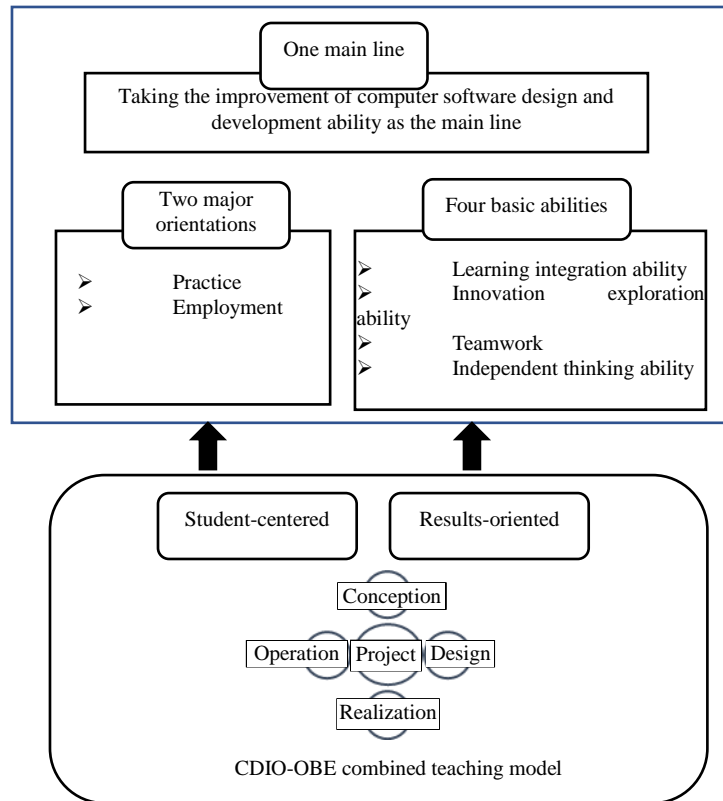 One main line
Taking the improvement of computer software design and
development ability as the main line
Two major
orientations
➢ Practice
➢ Employment
Four basic abilities
➢ Learning integration ability
➢ Innovation exploration
ability
➢ Teamwork
➢ Independent thinking ability
Student-centered
Results-oriented
Conception
Operation Project Design
Realization
CDIO-OBE combined teaching model